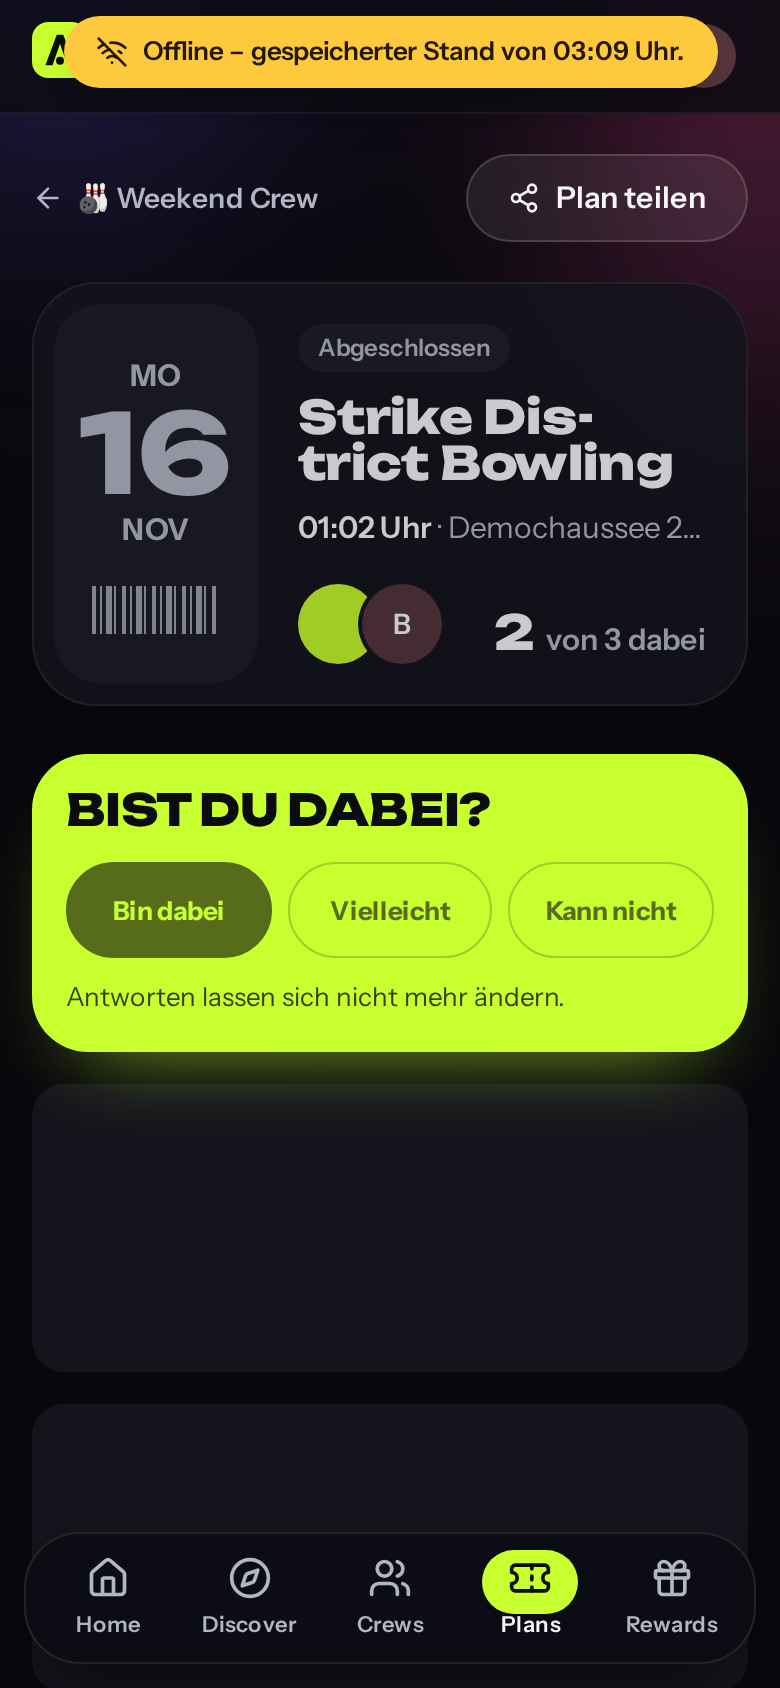 Offline – gespeicherter Stand von 03:09 Uhr.
Weekend Crew
Plan teilen
MO
16
NOV
Abgeschlossen
Strike Dis-
trict Bowling
01:02 Uhr · Demochaussee 2...
B
2 von 3 dabei
BIST DU DABEI?
Bin dabei
Vielleicht
Kann nicht
Antworten lassen sich nicht mehr ändern.
Home
Discover
Crews
Plans
Rewards